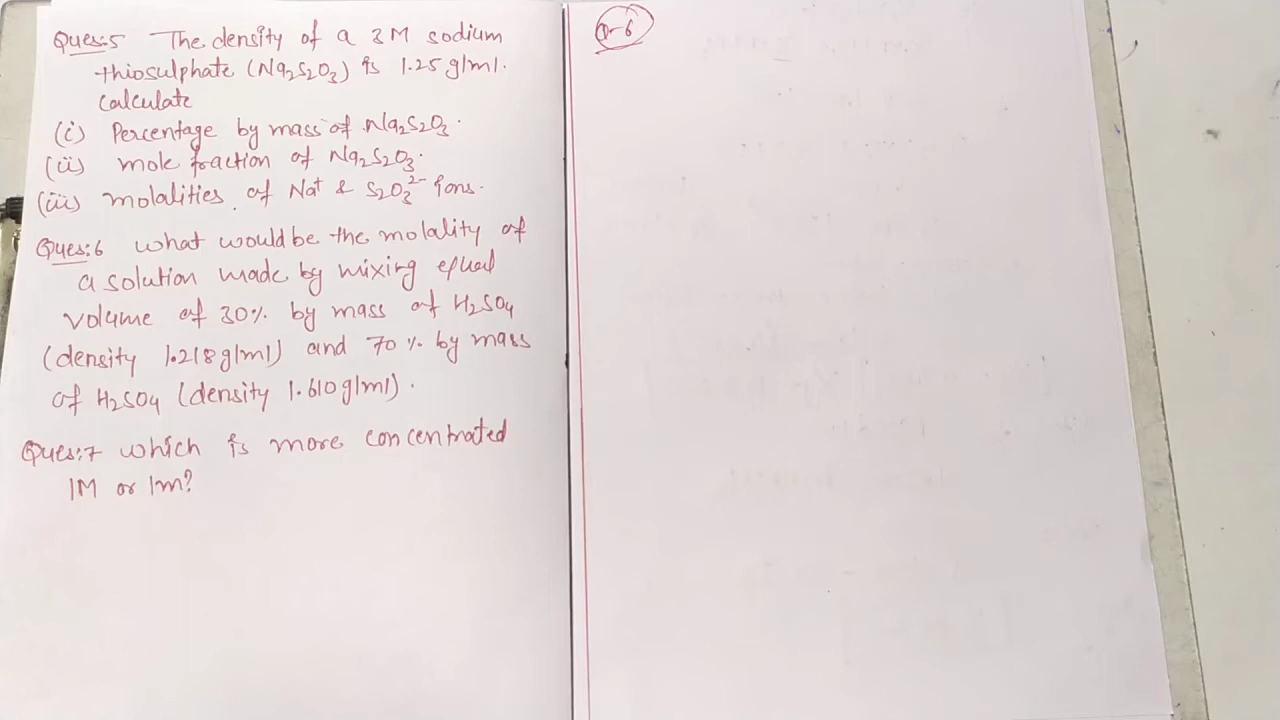 Ques:5 The density of a 3M sodium
thiosulphate (Na2S2O3) is 1.25 g/ml.
Calculate
(i) Percentage by mass of Na2S2O3.
(ii) mole fraction of Na2S2O3.
(iii) molalities of Na+ & S2O3^2- ions.
Ques:6 what would be the molality of
a solution made by mixing equal
volume of 30% by mass of H2SO4
(density 1.218 g/ml) and 70% by mass
of H2SO4 (density 1.610 g/ml).
Ques:7 which is more concentrated
1M or 1m?
Q-6